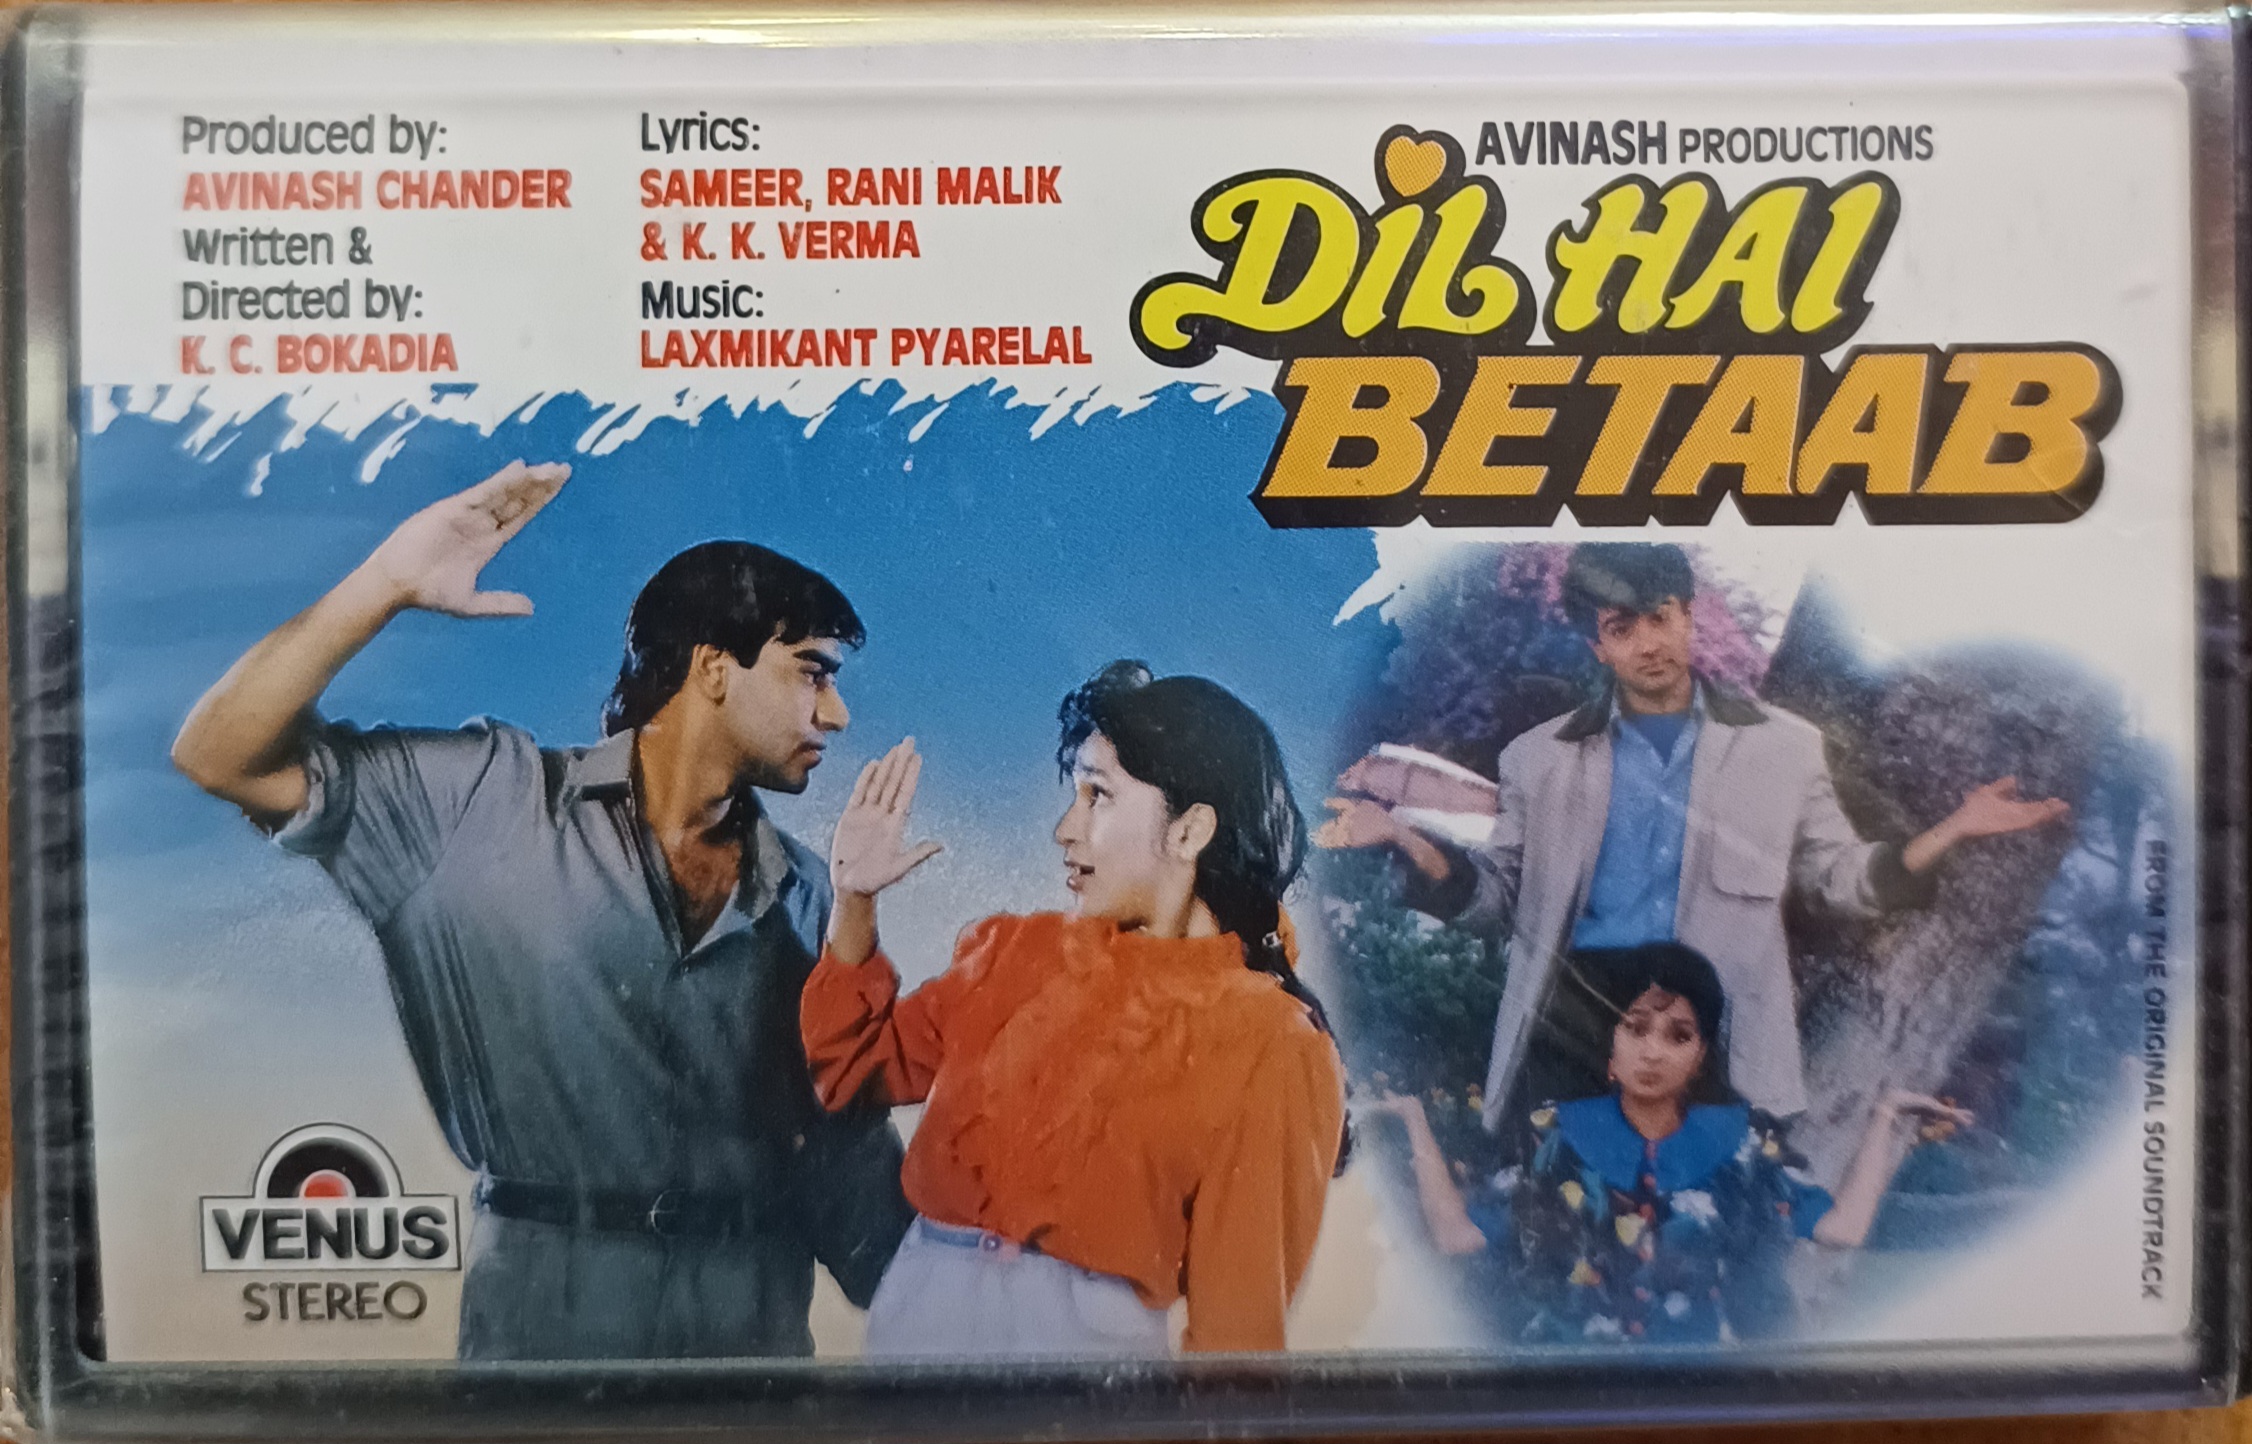 Produced by:
AVINASH CHANDER
Written &
Directed by:
K. C. BOKADIA
Lyrics:
SAMEER, RANI MALIK
& K. K. VERMA
Music:
LAXMIKANT PYARELAL
AVINASH PRODUCTIONS
DIL HAI
BETAAB
FROM THE ORIGINAL SOUNDTRACK
VENUS
STEREO